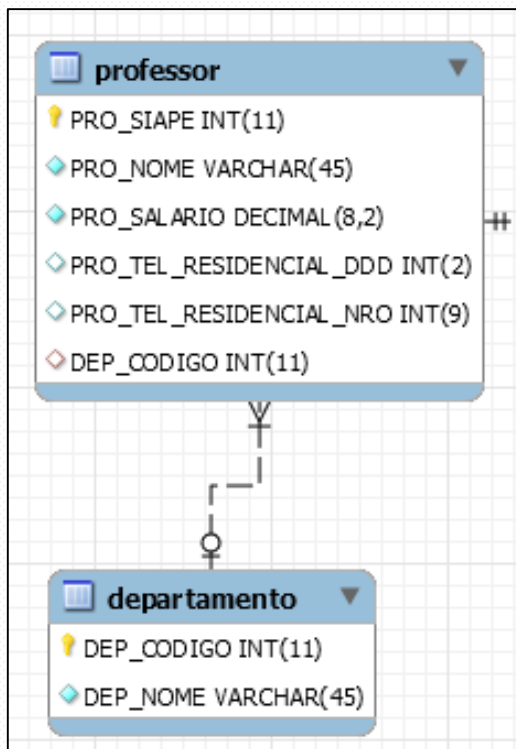 professor
PRO_SIAPE INT(11)
PRO_NOME VARCHAR(45)
PRO_SALARIO DECIMAL(8,2)
PRO_TEL_RESIDENCIAL_DDD INT(2)
PRO_TEL_RESIDENCIAL_NRO INT(9)
DEP_CODIGO INT(11)
departamento
DEP_CODIGO INT(11)
DEP_NOME VARCHAR(45)